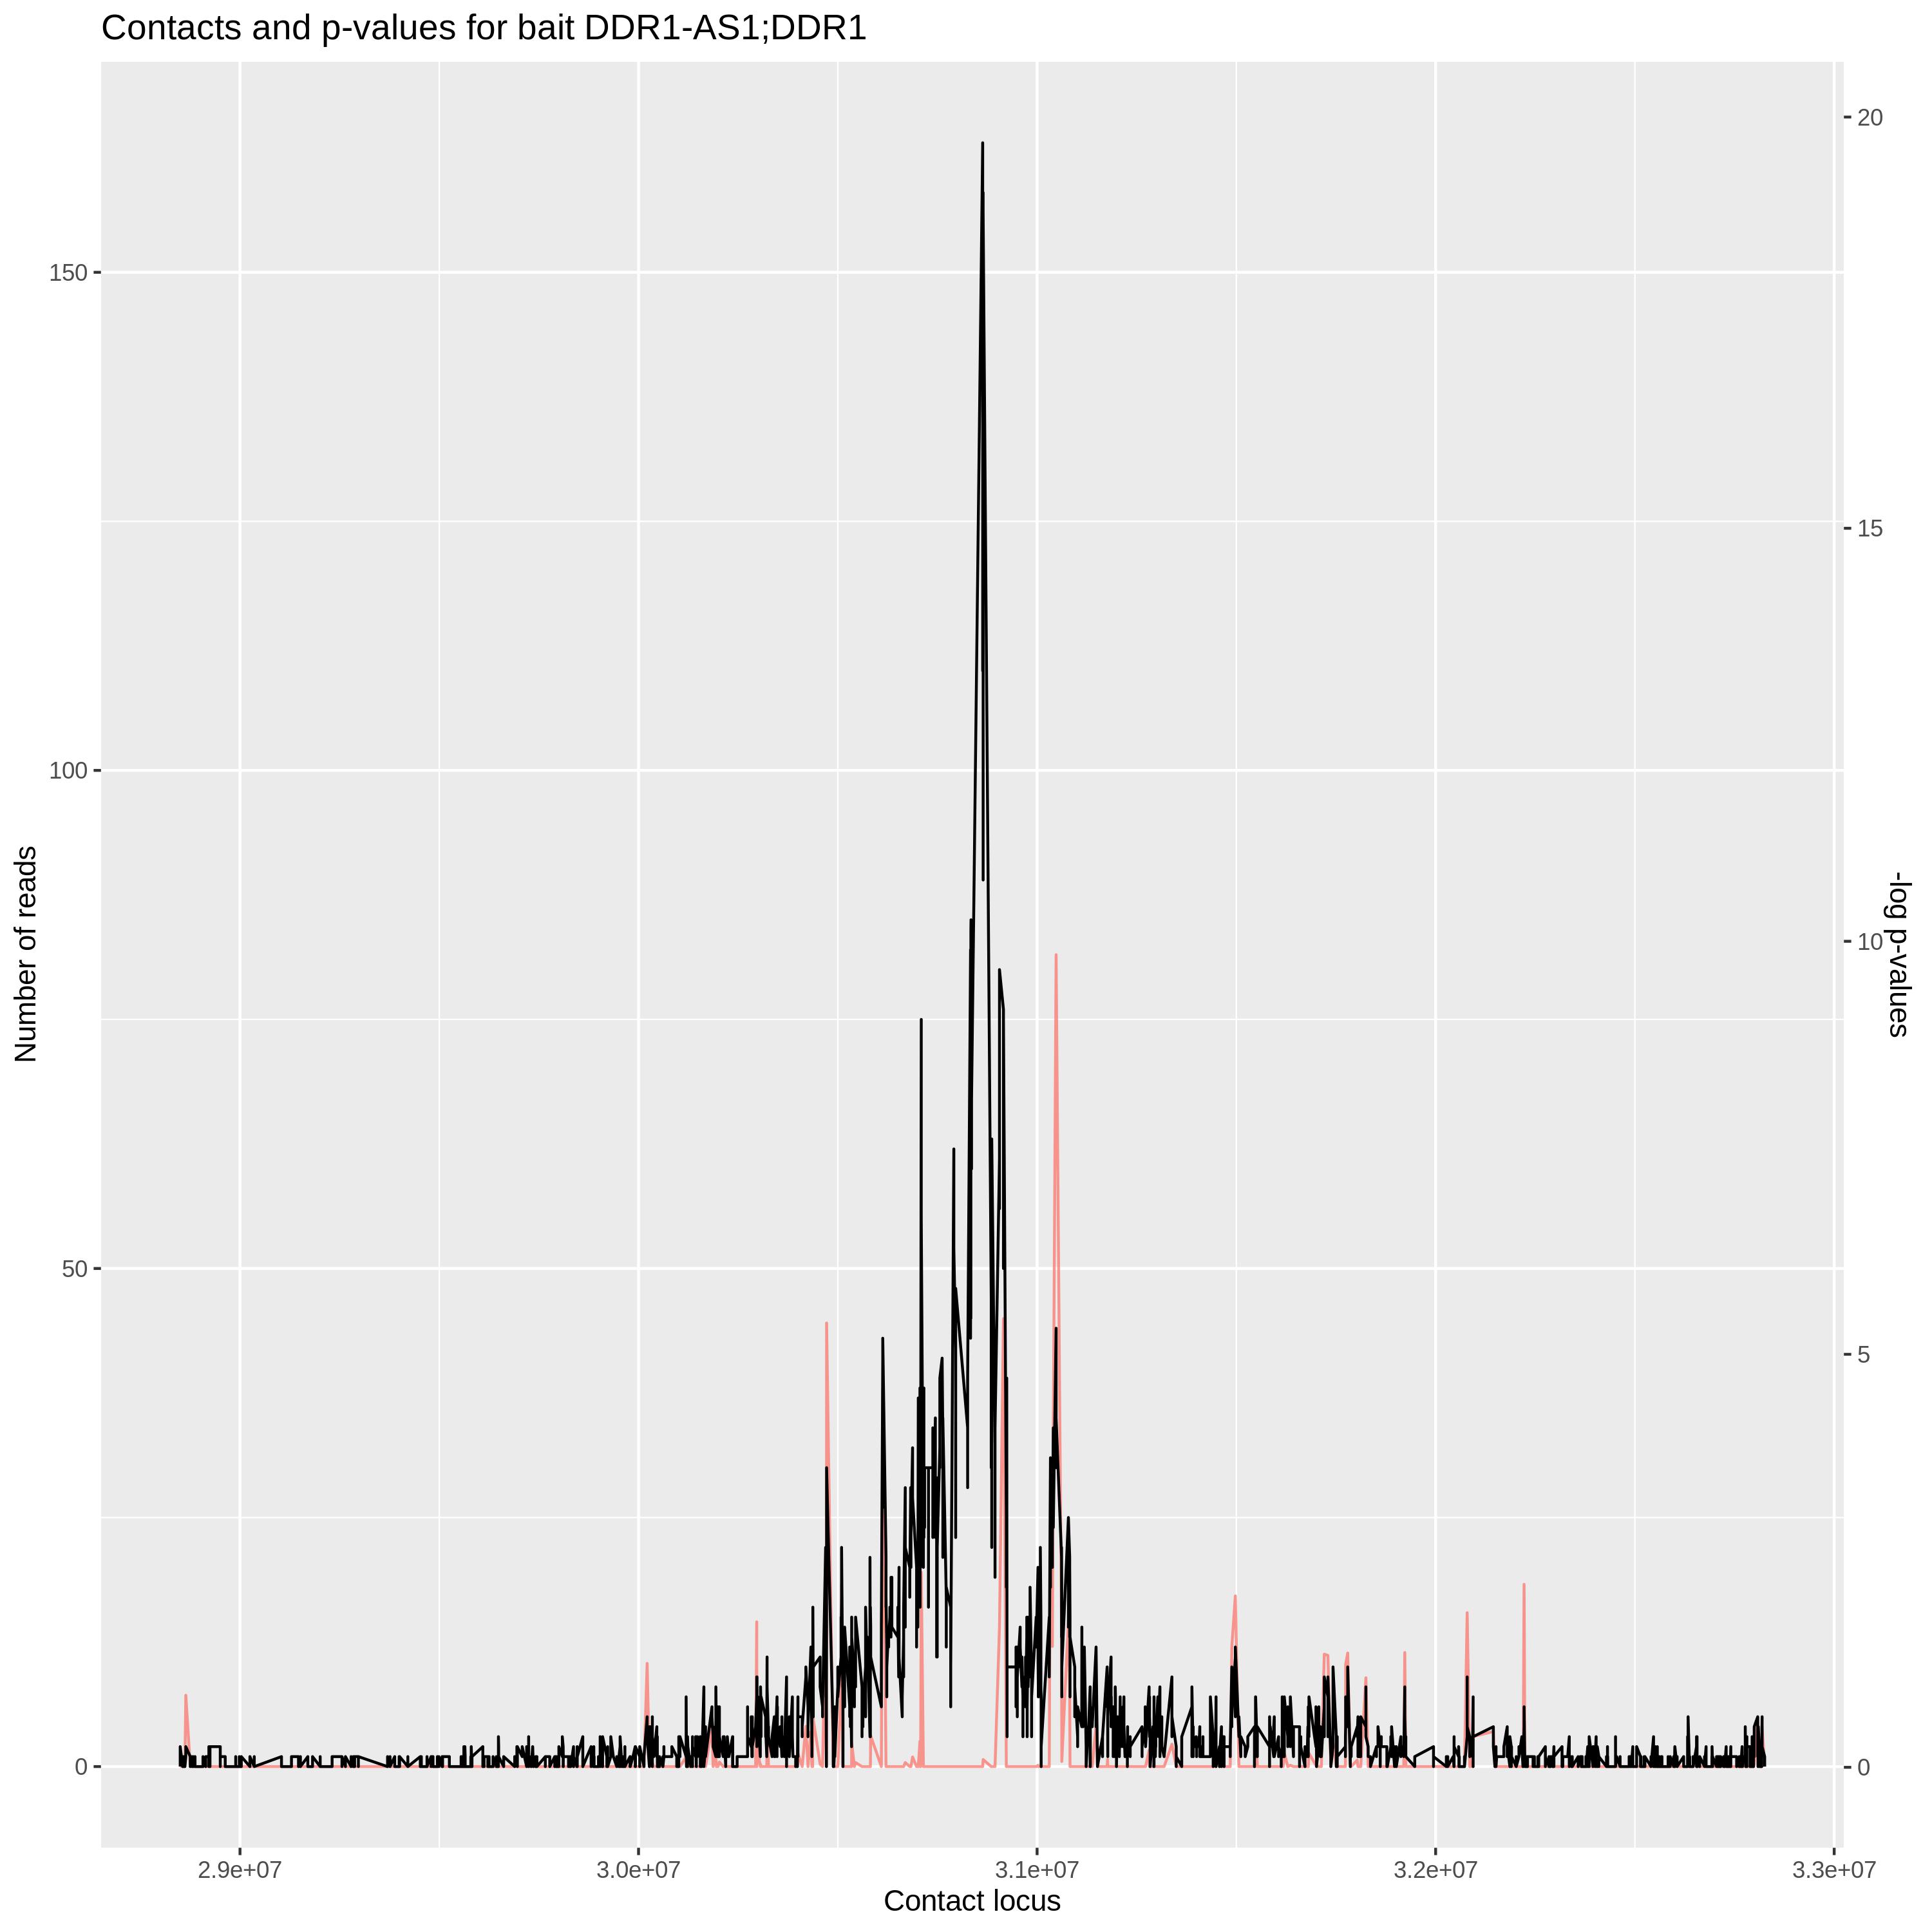 Contacts and p-values for bait DDR1-AS1;DDR1
20
150
15
100
Number of reads
-log p-values
10
50
5
0
0
2.9e+07
3.0e+07
3.1e+07
3.2e+07
3.3e+07
Contact locus